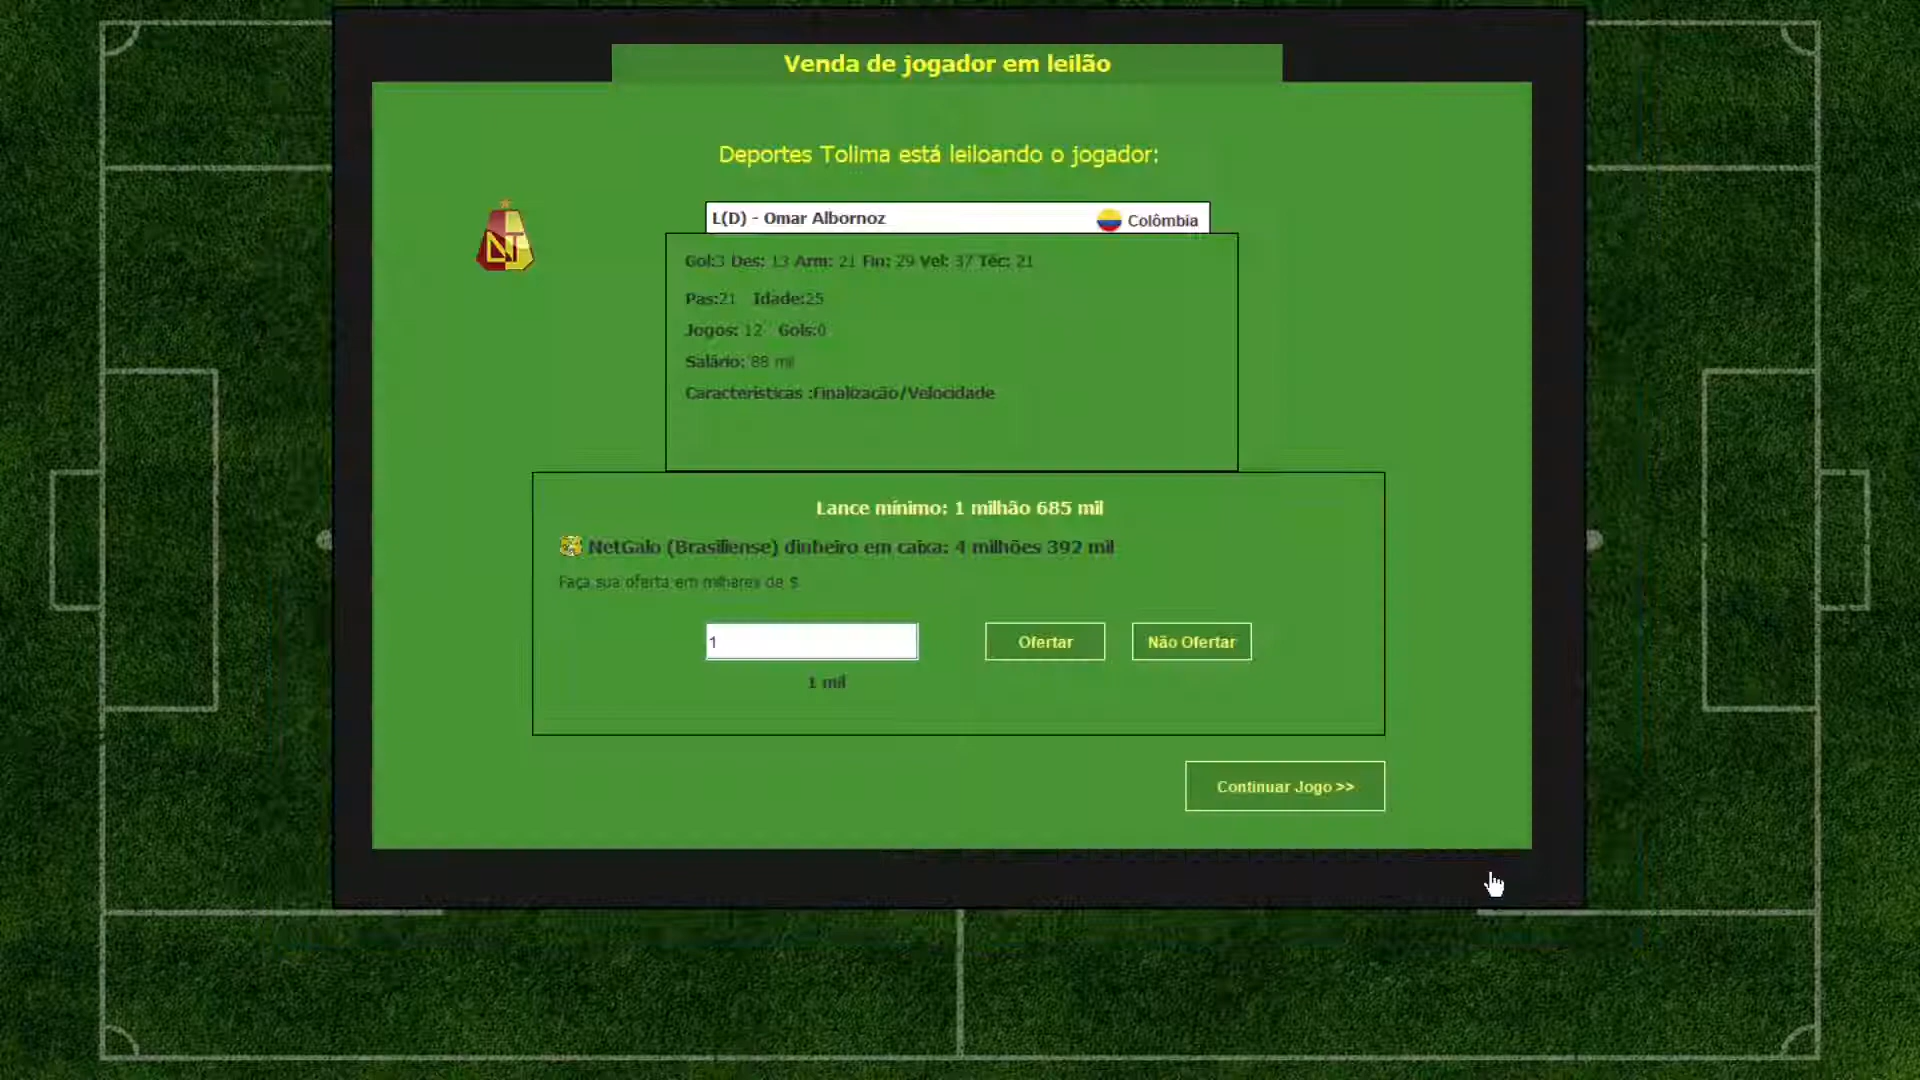 Venda de jogador em leilão
Deportes Tolima está leiloando o jogador:
L(D) - Omar Albornoz Colômbia
NT
Gol:3 Des: 13 Arm: 21 Fin: 29 Vel: 37 Téc: 21
Pas:21 Idade:25
Jogos: 12 Gols:0
Salário: 88 mil
Características :Finalização/Velocidade
Lance mínimo: 1 milhão 685 mil
NetGalo (Brasiliense) dinheiro em caixa: 4 milhões 392 mil
Faça sua oferta em milhares de $
1 Ofertar Não Ofertar
1 mil
Continuar Jogo >>